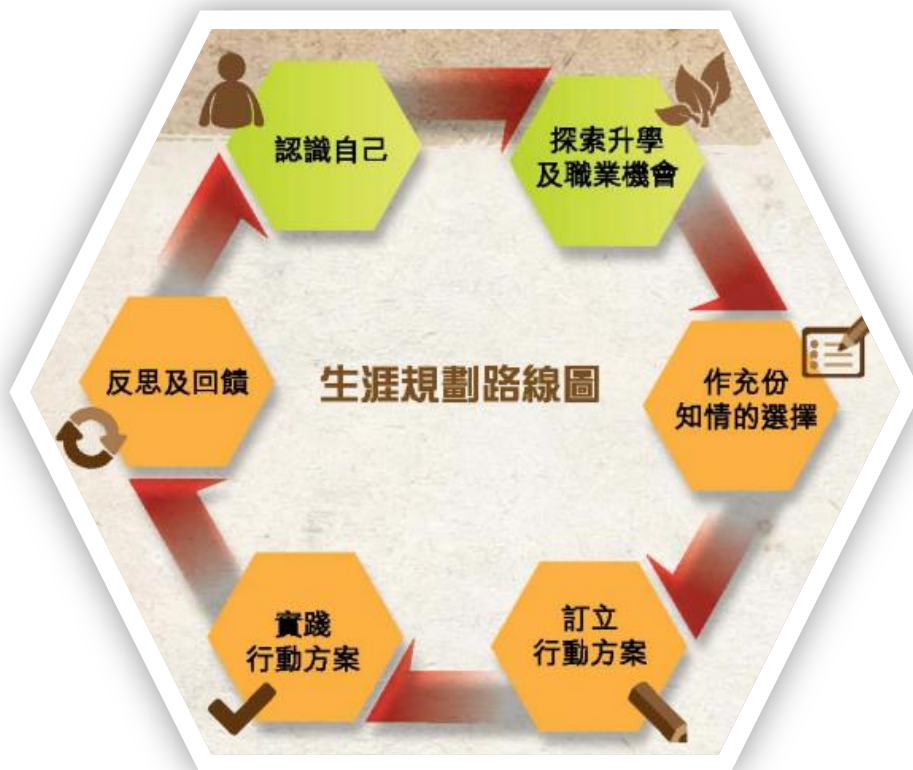 認識自己
探索升學
及職業機會
作充份
知情的選擇
訂立
行動方案
實踐
行動方案
反思及回饋
生涯規劃路線圖